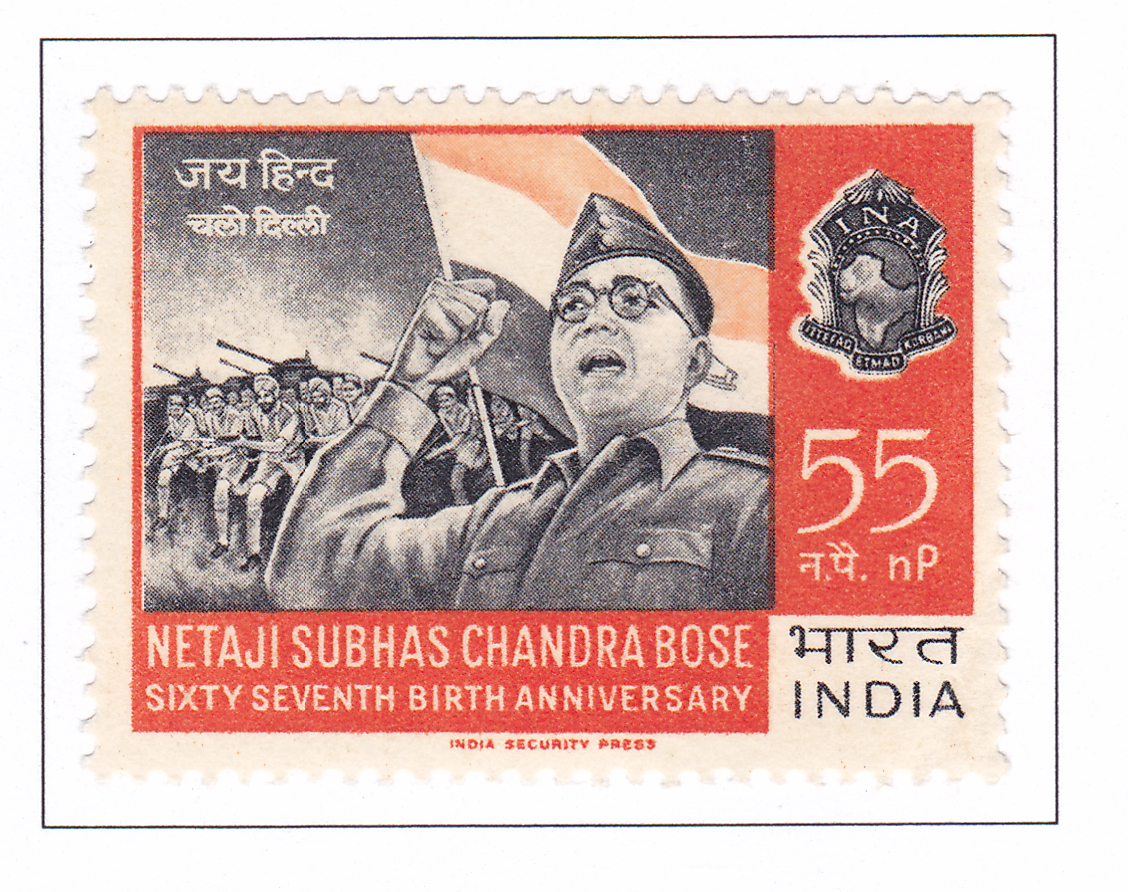 जय हिन्द
चलो दिल्ली
INA
ITTEFAQ ETMAD KURBANI
55
न.पै. nP
NETAJI SUBHAS CHANDRA BOSE
SIXTY SEVENTH BIRTH ANNIVERSARY
भारत
INDIA
INDIA SECURITY PRESS